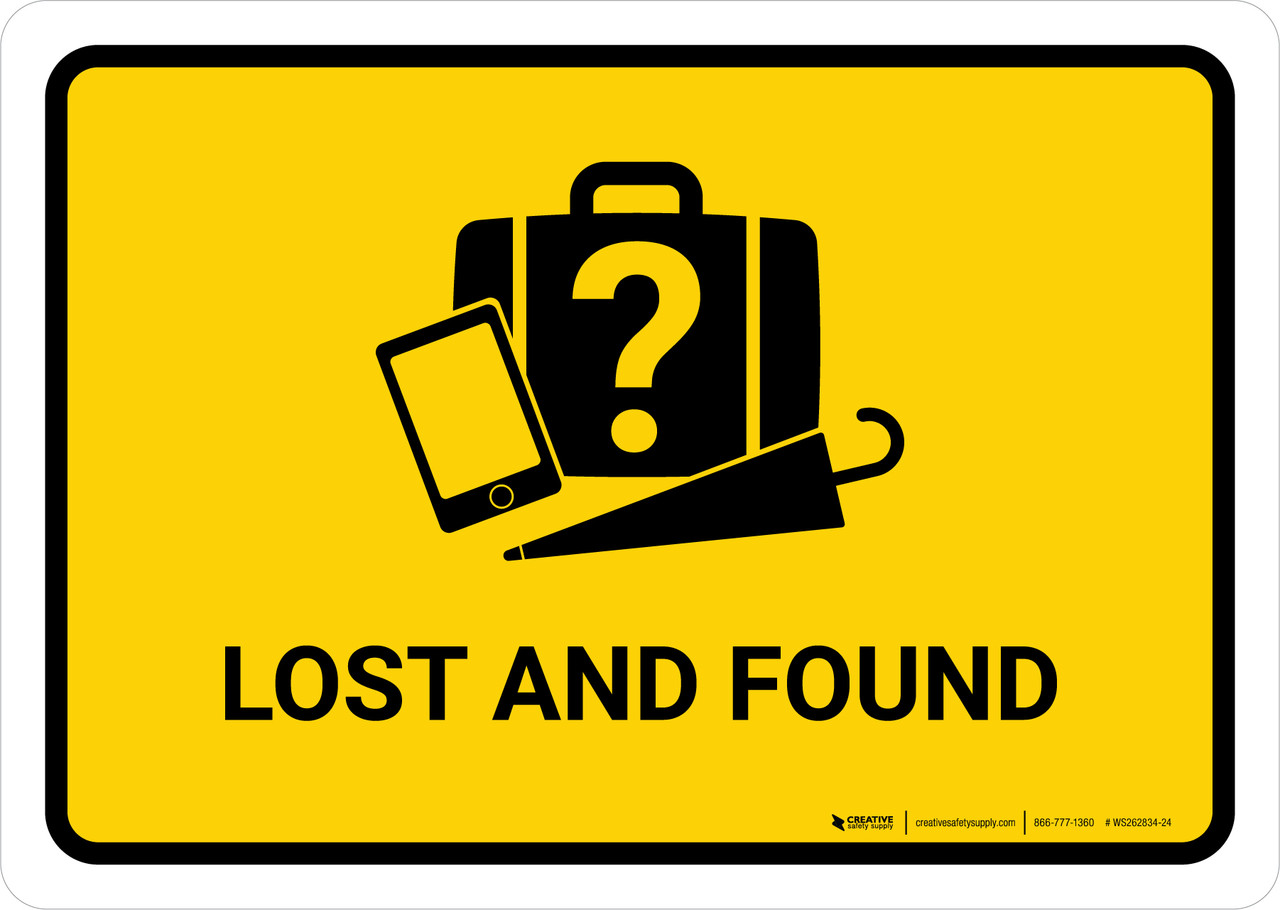 ?
LOST AND FOUND
CREATIVE
safety supply
creativesafetysupply.com
866-777-1360
# WS262834-24